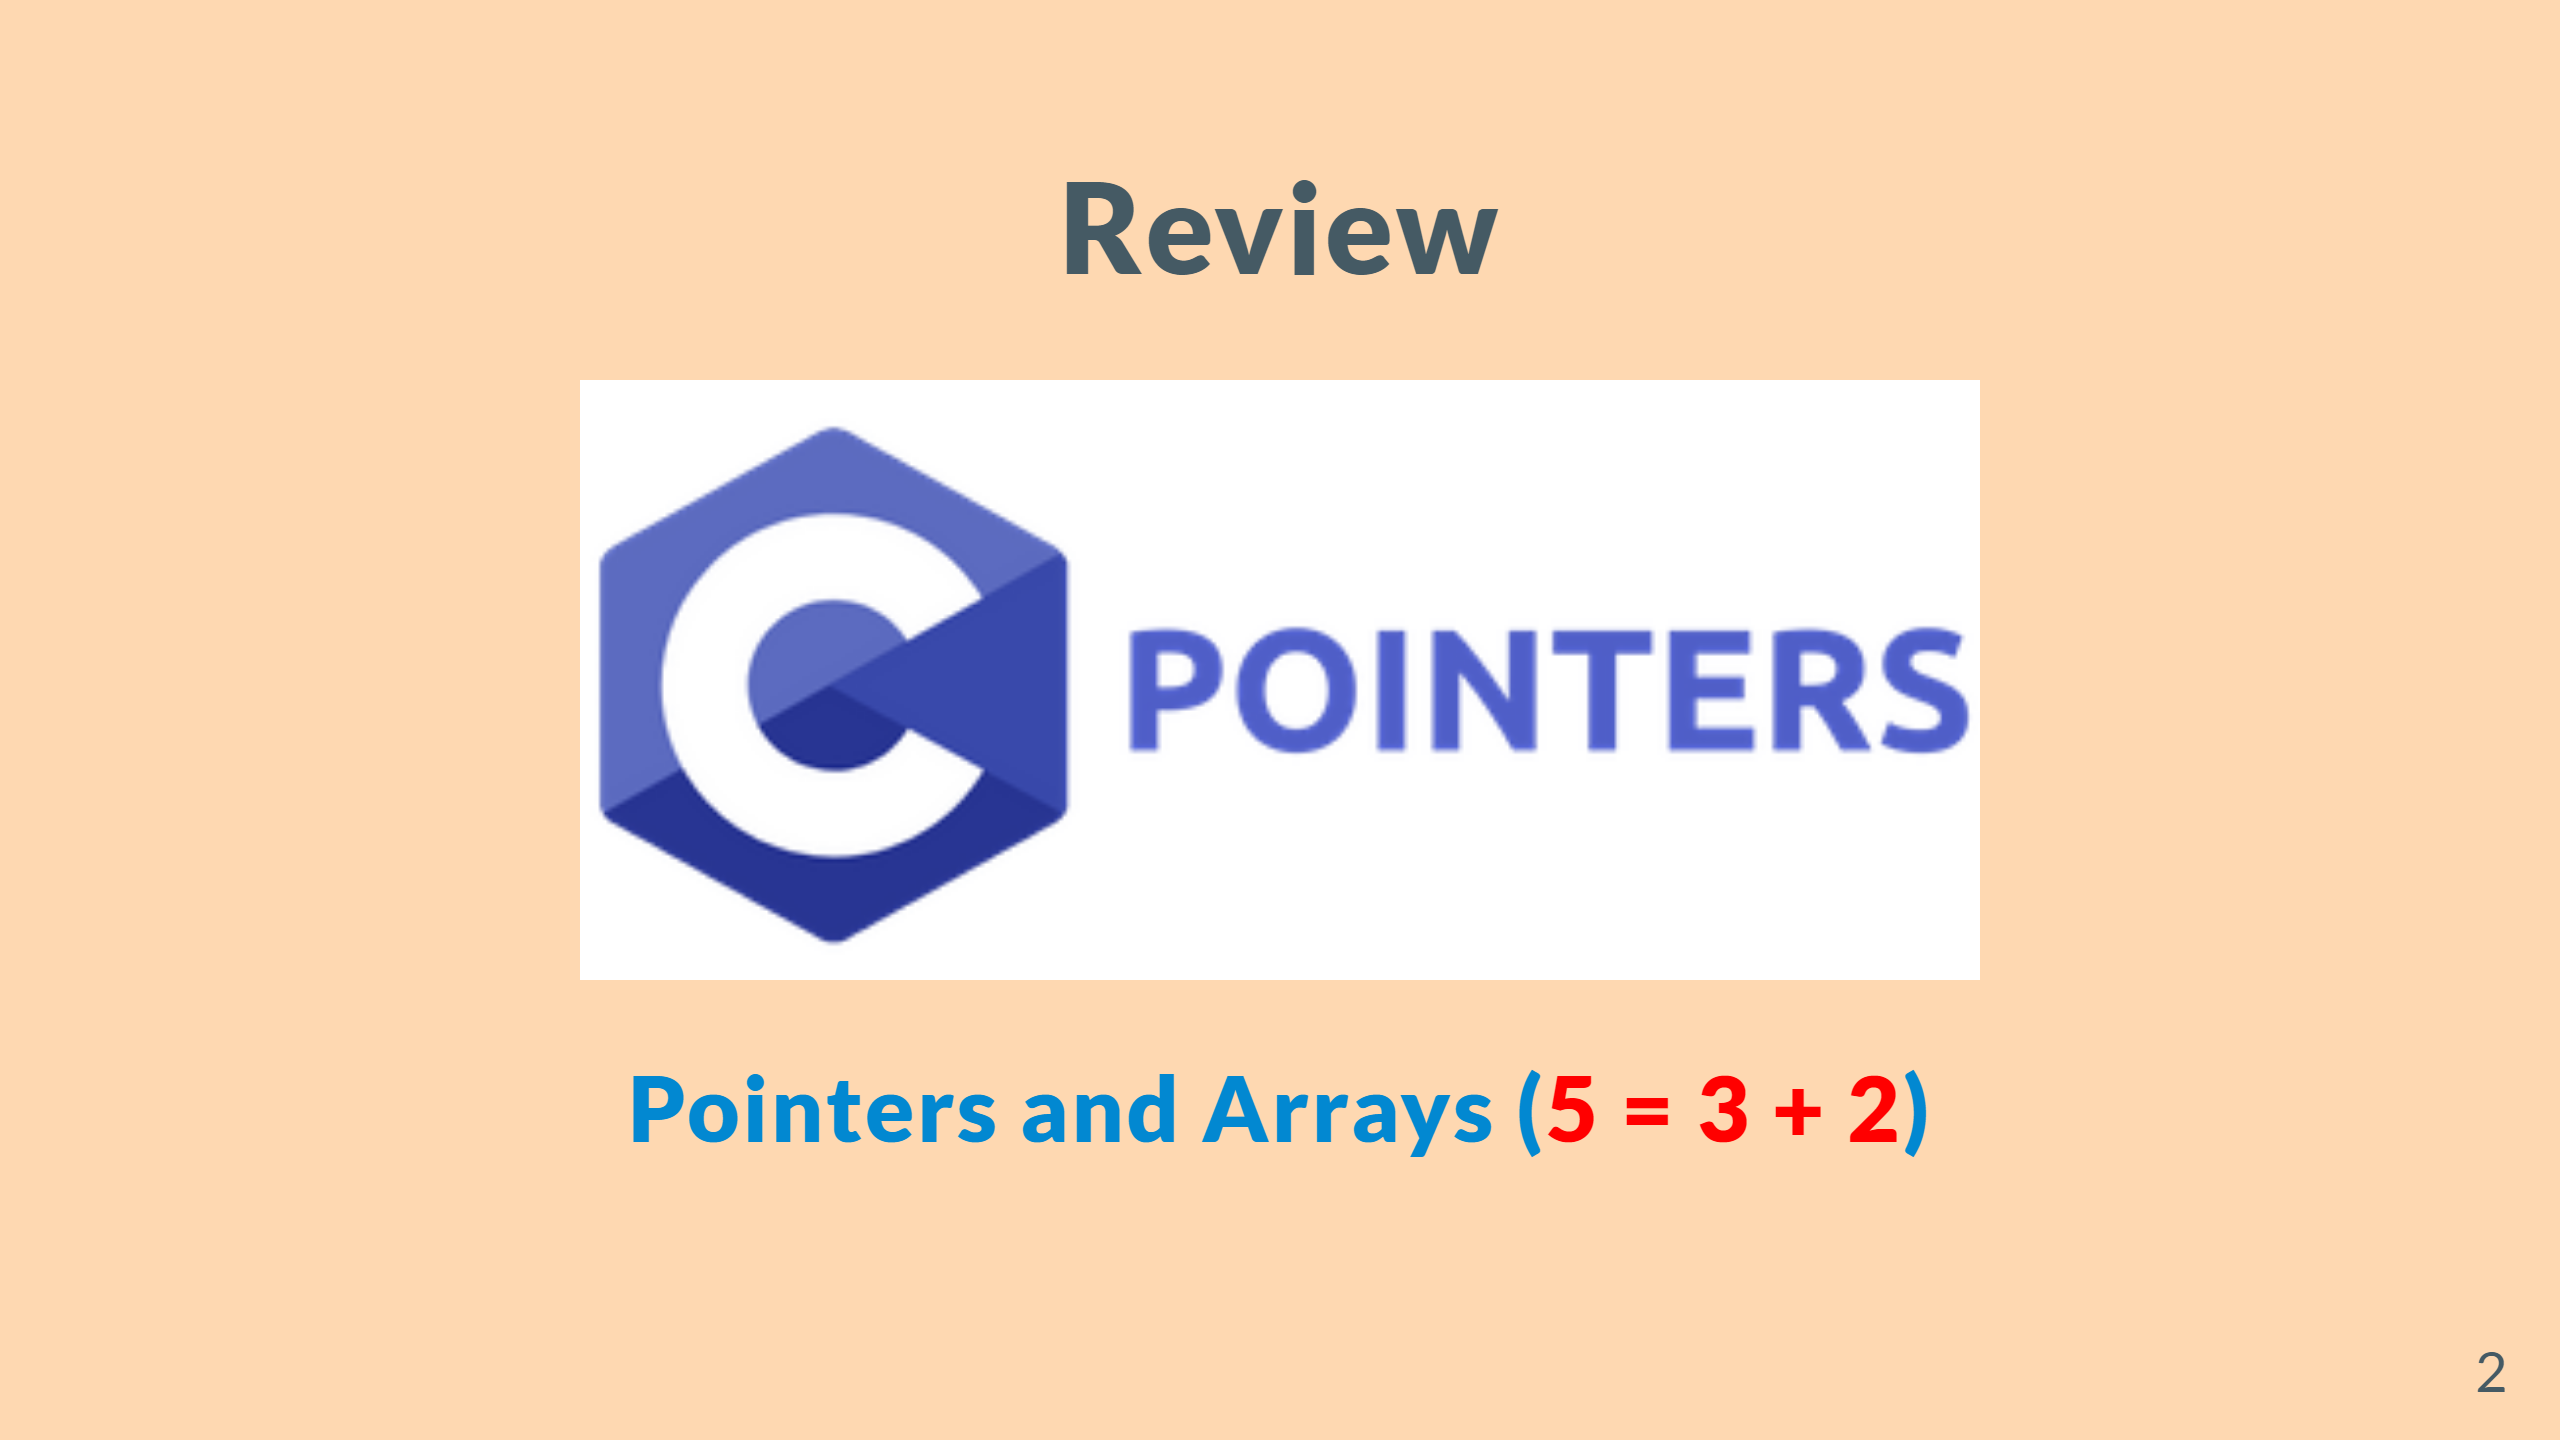 Review
C POINTERS
Pointers and Arrays (5 = 3 + 2)
2